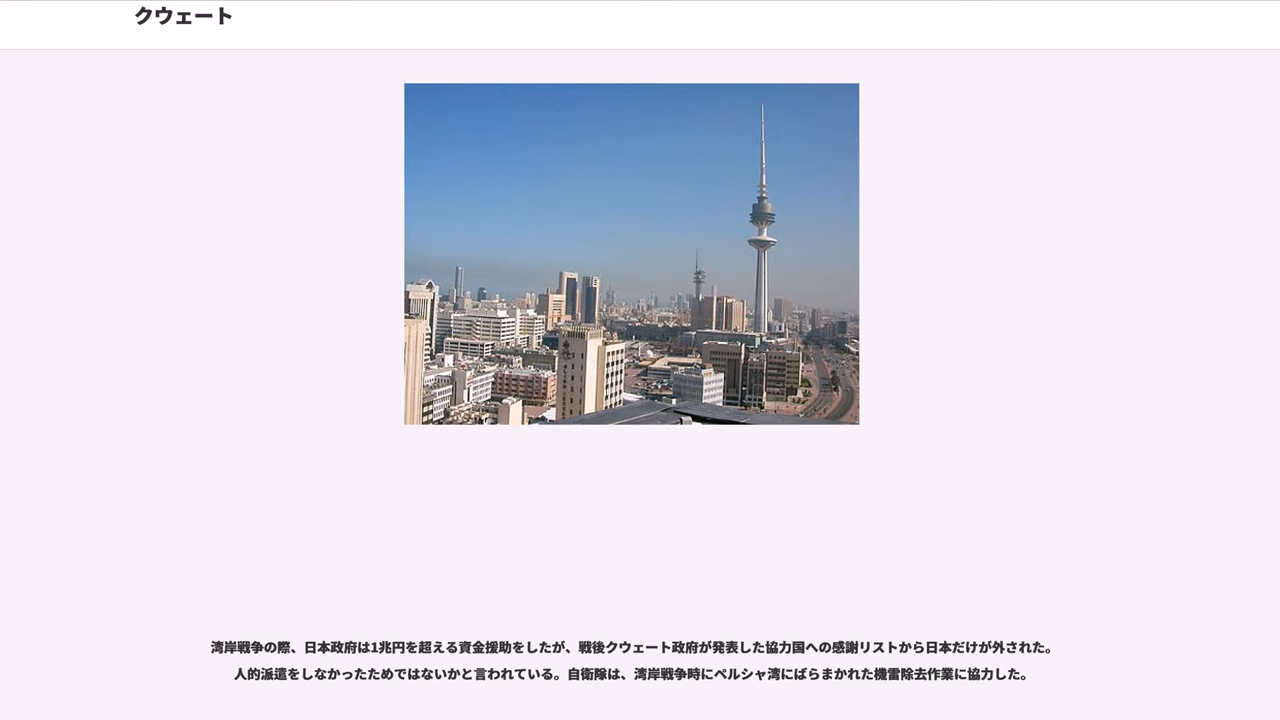 クウェート
湾岸戦争の際、日本政府は1兆円を超える資金援助をしたが、戦後クウェート政府が発表した協力国への感謝リストから日本だけが外された。
人的派遣をしなかったためではないかと言われている。自衛隊は、湾岸戦争時にペルシャ湾にばらまかれた機雷除去作業に協力した。